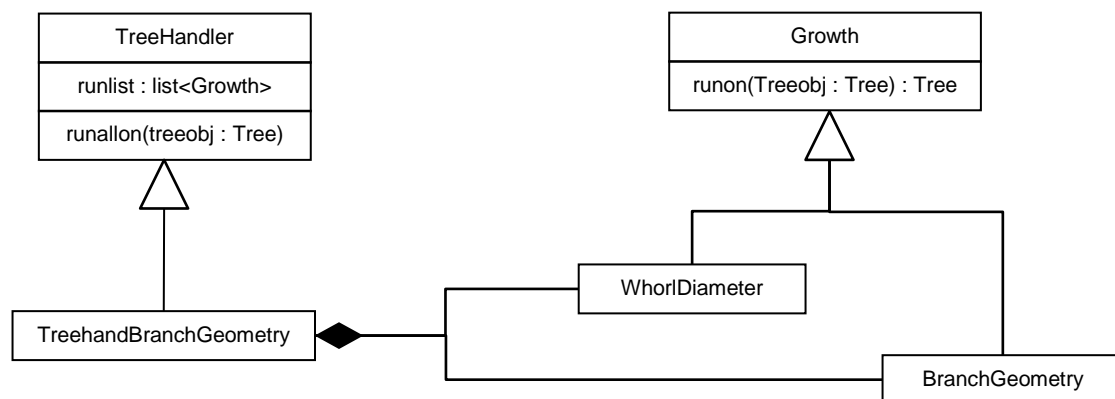 TreeHandler
runlist : list<Growth>
runallon(treeobj : Tree)
Growth
runon(Treeobj : Tree) : Tree
WhorlDiameter
TreehandBranchGeometry
BranchGeometry